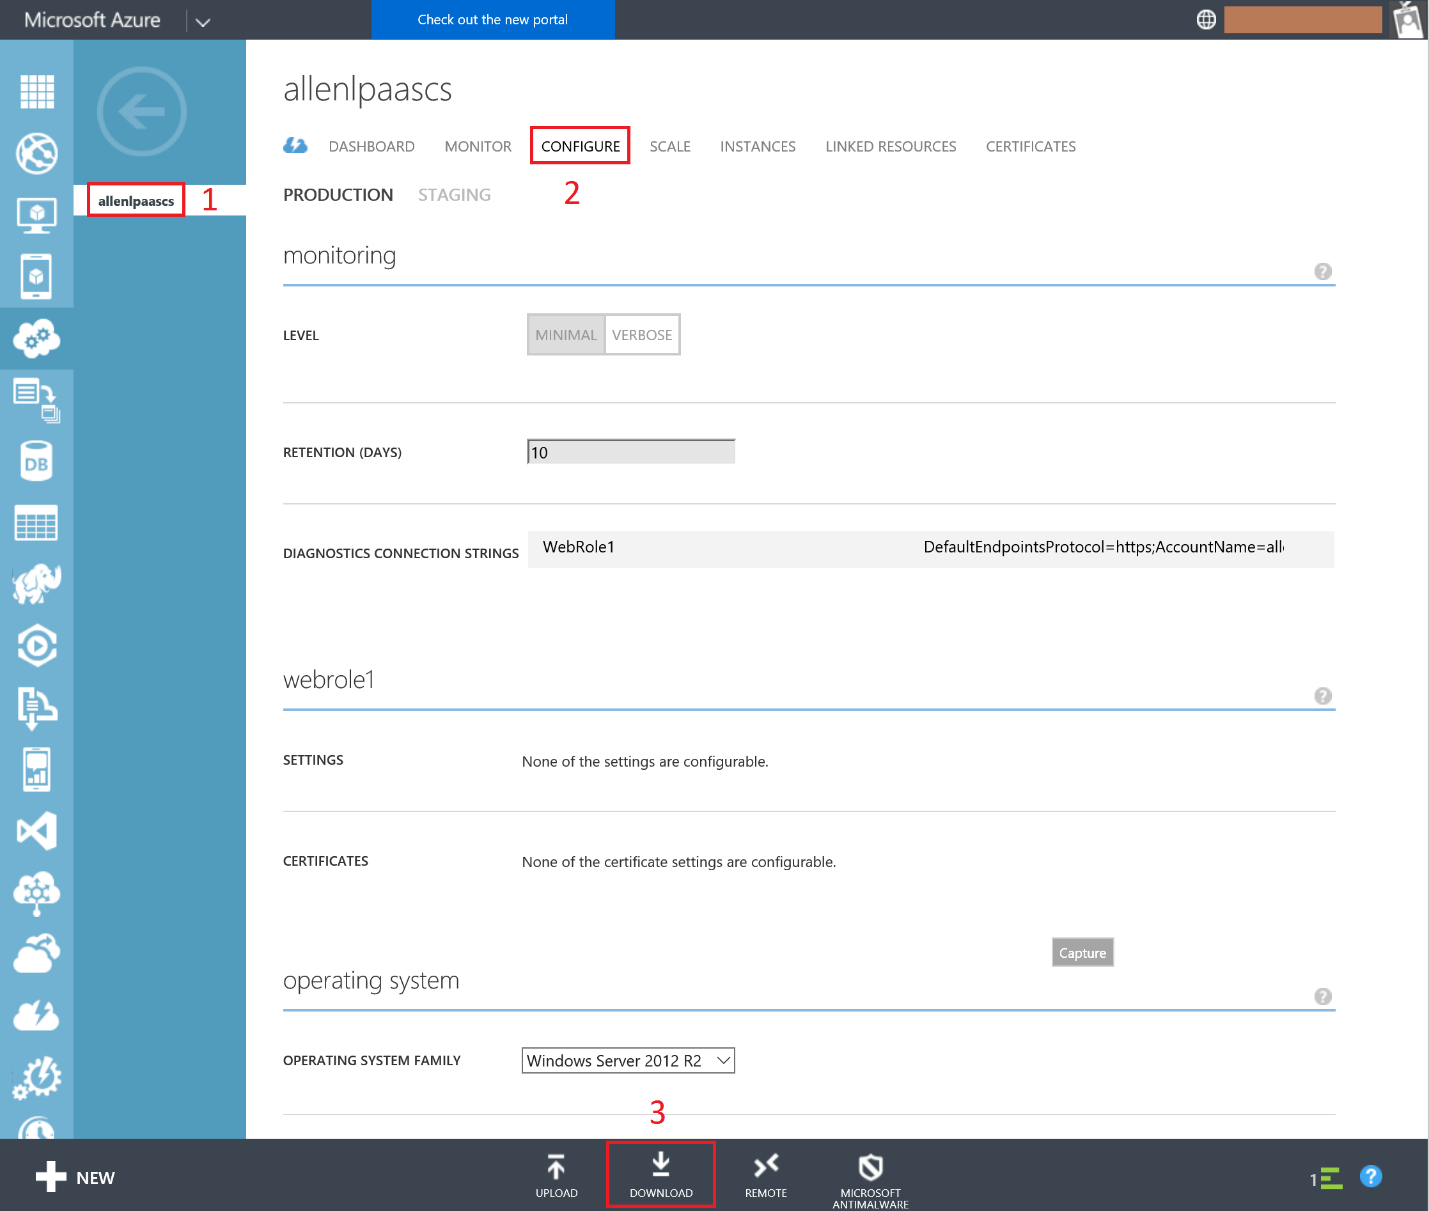 Microsoft Azure
Check out the new portal
allenlpaascs
DASHBOARD MONITOR CONFIGURE SCALE INSTANCES LINKED RESOURCES CERTIFICATES
allenlpaascs 1
PRODUCTION STAGING 2
monitoring
?
LEVEL MINIMAL VERBOSE
RETENTION (DAYS) 10
DB
DIAGNOSTICS CONNECTION STRINGS WebRole1 DefaultEndpointsProtocol=https;AccountName=all
webrole1
?
SETTINGS None of the settings are configurable.
CERTIFICATES None of the certificate settings are configurable.
Capture
operating system
?
OPERATING SYSTEM FAMILY Windows Server 2012 R2
3
NEW
UPLOAD
DOWNLOAD
REMOTE
MICROSOFT
ANTIMALWARE
1
?